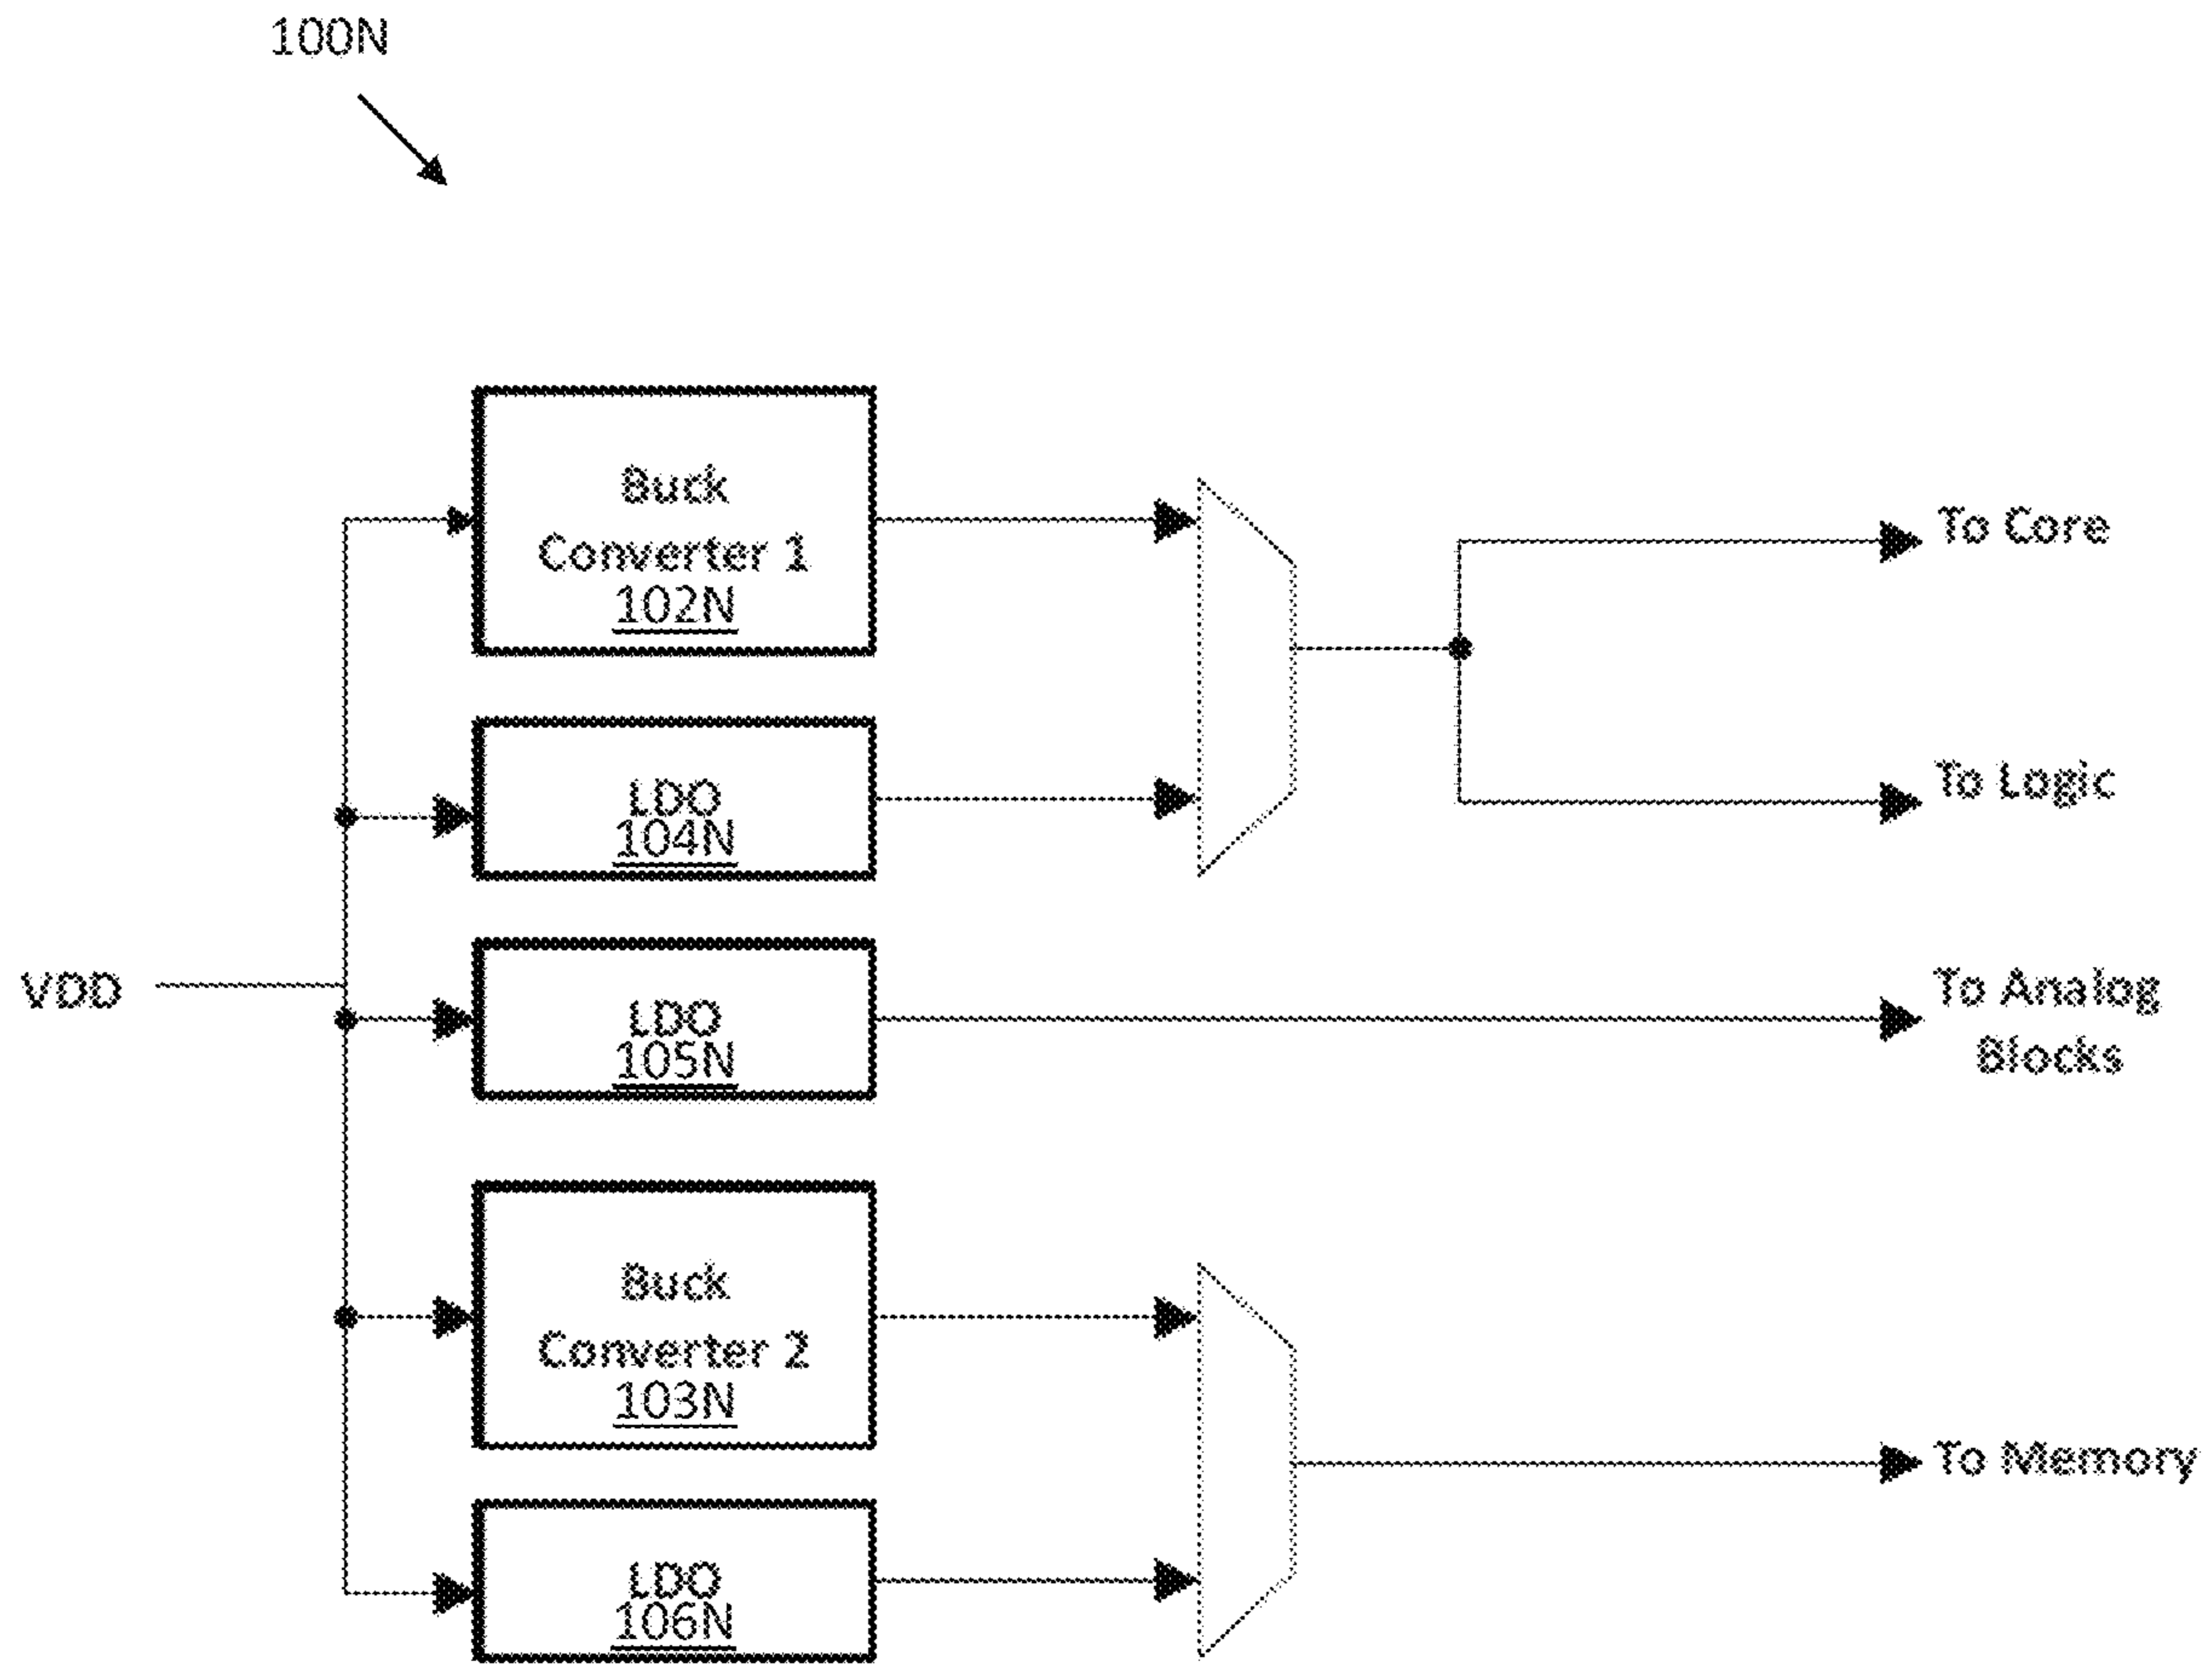 100N
Buck
Converter 1
102N
To Core
LDO
104N
To Logic
VDD
LDO
105N
To Analog
Blocks
Buck
Converter 2
103N
To Memory
LDO
106N